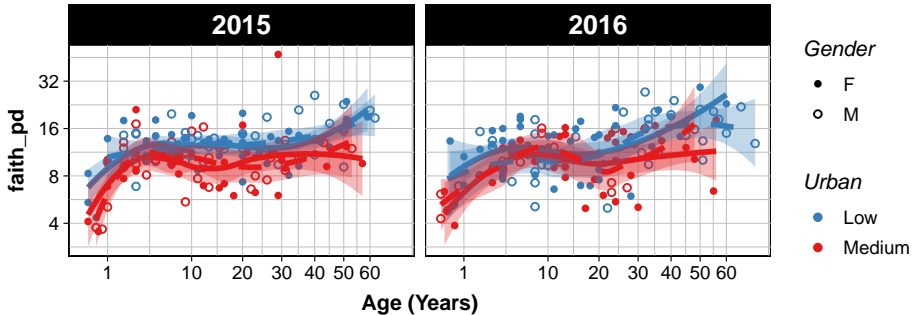 2015
2016
faith_pd
32
16
8
4
1 10 20 30 40 50 60
1 10 20 30 40 50 60
Age (Years)
Gender
F
M
Urban
Low
Medium